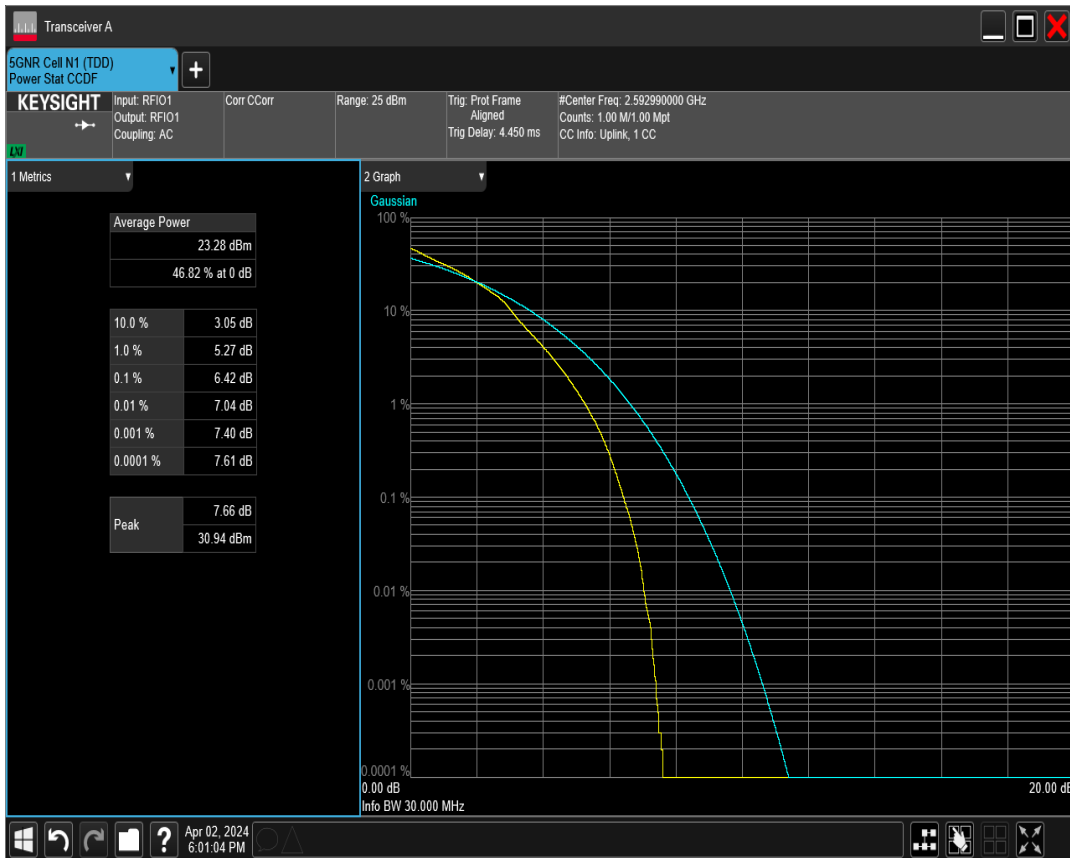 Transceiver A
5GNR Cell N1 (TDD)
Power Stat CCDF
KEYSIGHT
LXI
Input: RFIO1
Output: RFIO1
Coupling: AC
Corr CCorr
Range: 25 dBm
Trig: Prot Frame
Aligned
Trig Delay: 4.450 ms
#Center Freq: 2.592990000 GHz
Counts: 1.00 M/1.00 Mpt
CC Info: Uplink, 1 CC
1 Metrics
Average Power
23.28 dBm
46.82 % at 0 dB
10.0 % 3.05 dB
1.0 % 5.27 dB
0.1 % 6.42 dB
0.01 % 7.04 dB
0.001 % 7.40 dB
0.0001 % 7.61 dB
Peak
7.66 dB
30.94 dBm
2 Graph
Gaussian
100 %
10 %
1 %
0.1 %
0.01 %
0.001 %
0.0001 %
0.00 dB 20.00 dB
Info BW 30.000 MHz
? Apr 02, 2024
6:01:04 PM